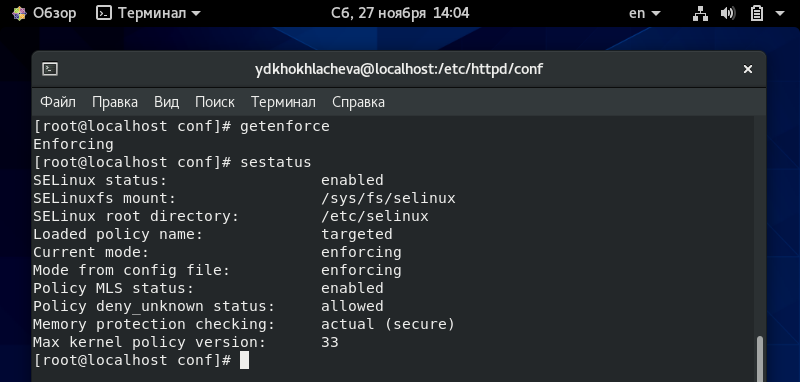 Обзор Терминал Сб, 27 ноября 14:04 en
ydkhokhlacheva@localhost:/etc/httpd/conf
Файл Правка Вид Поиск Терминал Справка
[root@localhost conf]# getenforce
Enforcing
[root@localhost conf]# sestatus
SELinux status:                 enabled
SELinuxfs mount:                /sys/fs/selinux
SELinux root directory:         /etc/selinux
Loaded policy name:             targeted
Current mode:                   enforcing
Mode from config file:          enforcing
Policy MLS status:              enabled
Policy deny_unknown status:     allowed
Memory protection checking:     actual (secure)
Max kernel policy version:      33
[root@localhost conf]#